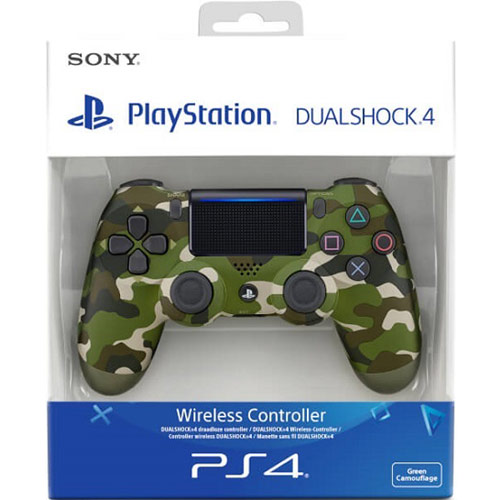 SONY
PlayStation®
DUALSHOCK®4
Wireless Controller
DUALSHOCK®4 draadloze controller / DUALSHOCK®4 Wireless-Controller /
Controller wireless DUALSHOCK®4 / Manette sans fil DUALSHOCK®4
PS4
Green
Camouflage